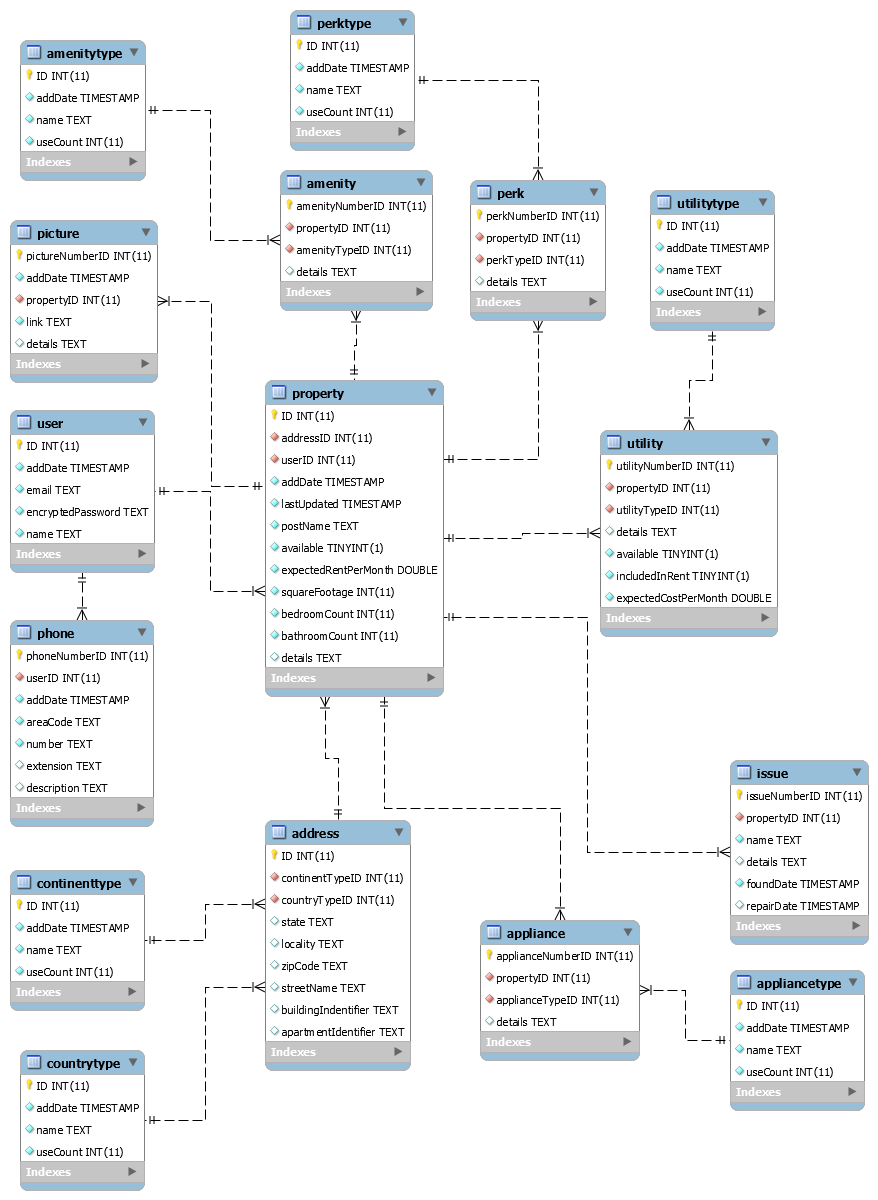 perktype
ID INT(11)
addDate TIMESTAMP
name TEXT
useCount INT(11)
Indexes
amenitytype
ID INT(11)
addDate TIMESTAMP
name TEXT
useCount INT(11)
Indexes
amenity
amenityNumberID INT(11)
propertyID INT(11)
amenityTypeID INT(11)
details TEXT
Indexes
perk
perkNumberID INT(11)
propertyID INT(11)
perkTypeID INT(11)
details TEXT
Indexes
utilitytype
ID INT(11)
addDate TIMESTAMP
name TEXT
useCount INT(11)
Indexes
picture
pictureNumberID INT(11)
addDate TIMESTAMP
propertyID INT(11)
link TEXT
details TEXT
Indexes
property
ID INT(11)
addressID INT(11)
userID INT(11)
addDate TIMESTAMP
lastUpdated TIMESTAMP
postName TEXT
available TINYINT(1)
expectedRentPerMonth DOUBLE
squareFootage INT(11)
bedroomCount INT(11)
bathroomCount INT(11)
details TEXT
Indexes
user
ID INT(11)
addDate TIMESTAMP
email TEXT
encryptedPassword TEXT
name TEXT
Indexes
utility
utilityNumberID INT(11)
propertyID INT(11)
utilityTypeID INT(11)
details TEXT
available TINYINT(1)
includedInRent TINYINT(1)
expectedCostPerMonth DOUBLE
Indexes
phone
phoneNumberID INT(11)
userID INT(11)
addDate TIMESTAMP
areaCode TEXT
number TEXT
extension TEXT
description TEXT
Indexes
issue
issueNumberID INT(11)
propertyID INT(11)
name TEXT
details TEXT
foundDate TIMESTAMP
repairDate TIMESTAMP
Indexes
address
ID INT(11)
continentTypeID INT(11)
countryTypeID INT(11)
state TEXT
locality TEXT
zipCode TEXT
streetName TEXT
buildingIndentifier TEXT
apartmentIdentifier TEXT
Indexes
continenttype
ID INT(11)
addDate TIMESTAMP
name TEXT
useCount INT(11)
Indexes
appliance
applianceNumberID INT(11)
propertyID INT(11)
applianceTypeID INT(11)
details TEXT
Indexes
appliancetype
ID INT(11)
addDate TIMESTAMP
name TEXT
useCount INT(11)
Indexes
countrytype
ID INT(11)
addDate TIMESTAMP
name TEXT
useCount INT(11)
Indexes